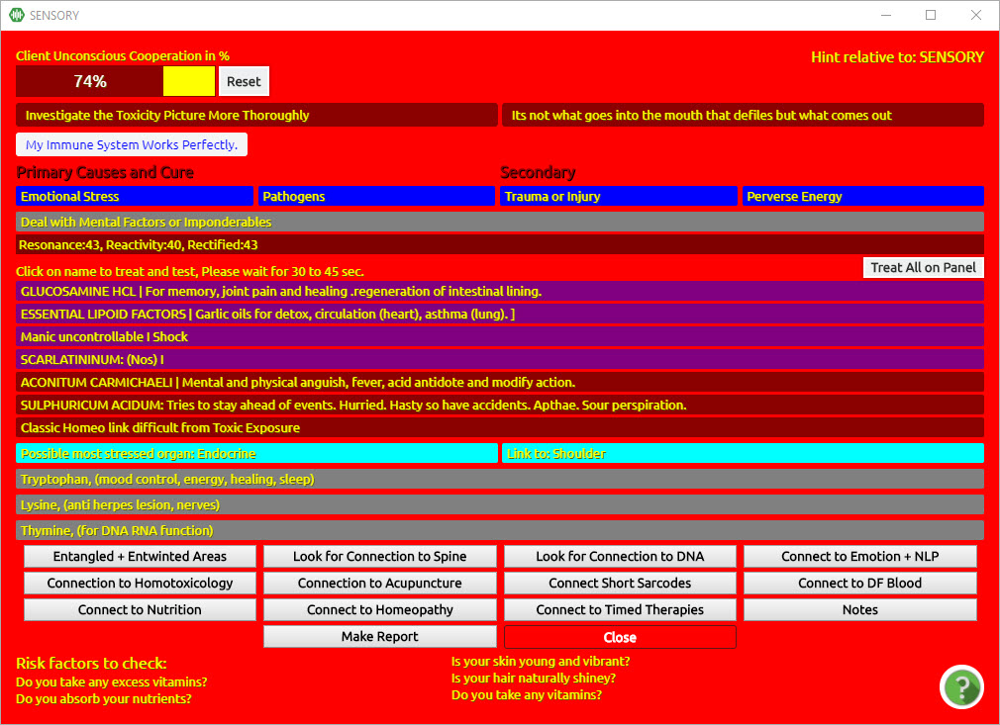 SENSORY
Client Unconscious Cooperation in %
Hint relative to: SENSORY
74%
Reset
Investigate the Toxicity Picture More Thoroughly
Its not what goes into the mouth that defiles but what comes out
My Immune System Works Perfectly.
Primary Causes and Cure
Secondary
Emotional Stress
Pathogens
Trauma or Injury
Perverse Energy
Deal with Mental Factors or Imponderables
Resonance:43, Reactivity:40, Rectified:43
Click on name to treat and test, Please wait for 30 to 45 sec.
Treat All on Panel
GLUCOSAMINE HCL | For memory, joint pain and healing .regeneration of intestinal lining.
ESSENTIAL LIPOID FACTORS | Garlic oils for detox, circulation (heart), asthma (lung). ]
Manic uncontrollable I Shock
SCARLATININUM: (Nos) I
ACONITUM CARMICHAELI | Mental and physical anguish, fever, acid antidote and modify action.
SULPHURICUM ACIDUM: Tries to stay ahead of events. Hurried. Hasty so have accidents. Apthae. Sour perspiration.
Classic Homeo link difficult from Toxic Exposure
Possible most stressed organ: Endocrine
Link to: Shoulder
Tryptophan, (mood control, energy, healing, sleep)
Lysine, (anti herpes lesion, nerves)
Thymine, (for DNA RNA function)
Entangled + Entwinted Areas
Look for Connection to Spine
Look for Connection to DNA
Connect to Emotion + NLP
Connection to Homotoxicology
Connection to Acupuncture
Connect Short Sarcodes
Connect to DF Blood
Connect to Nutrition
Connect to Homeopathy
Connect to Timed Therapies
Notes
Make Report
Close
Risk factors to check:
Do you take any excess vitamins?
Do you absorb your nutrients?
Is your skin young and vibrant?
Is your hair naturally shiney?
Do you take any vitamins?
?